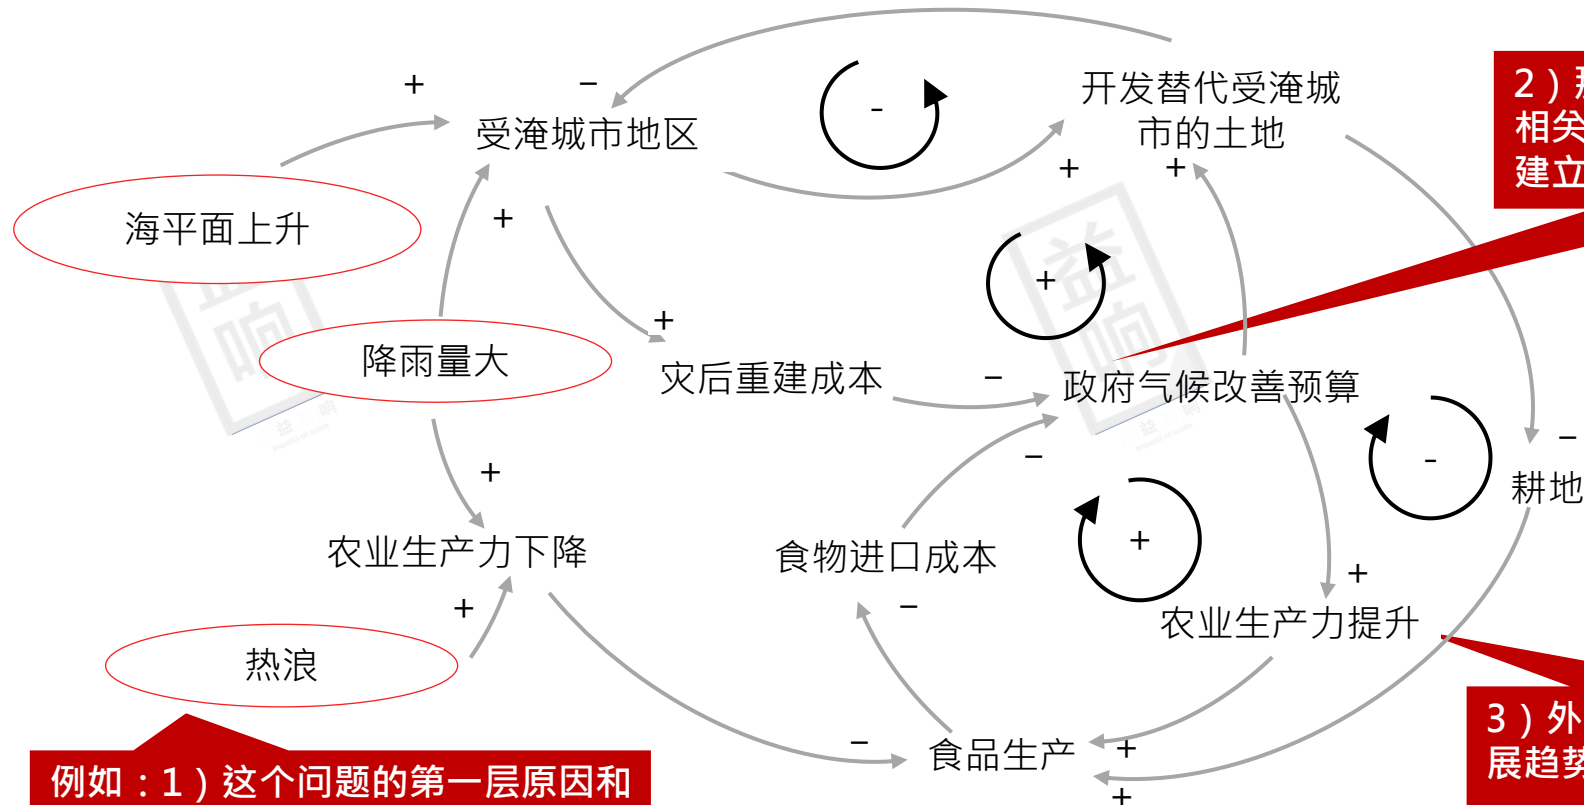 +
−
开发替代受淹城
市的土地
-
受淹城市地区
+
+
海平面上升
+
+
+
降雨量大
灾后重建成本
−
政府气候改善预算
−
−
-
耕地
+
农业生产力下降
食物进口成本
+
+
+
−
农业生产力提升
热浪
−
食品生产
+
+
2）
相关
建立
3）外
展趋势
例如：1）这个问题的第一层原因和
益
响
益
响